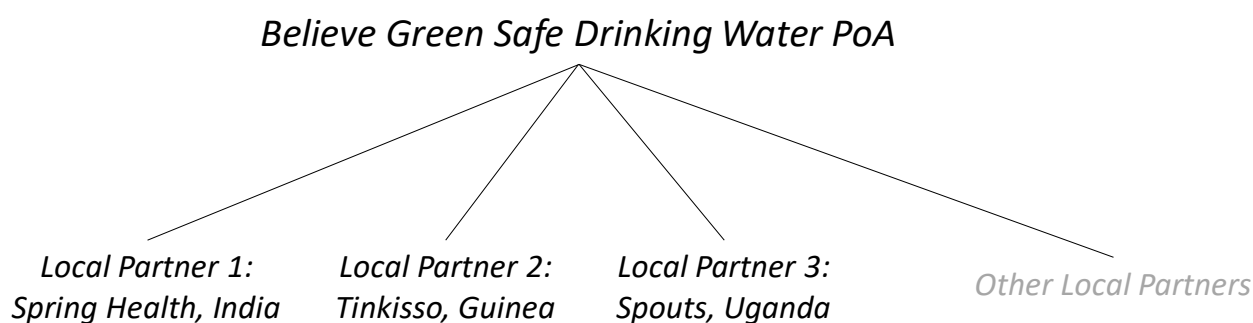 Believe Green Safe Drinking Water PoA
Local Partner 1:
Spring Health, India
Local Partner 2:
Tinkisso, Guinea
Local Partner 3:
Spouts, Uganda
Other Local Partners